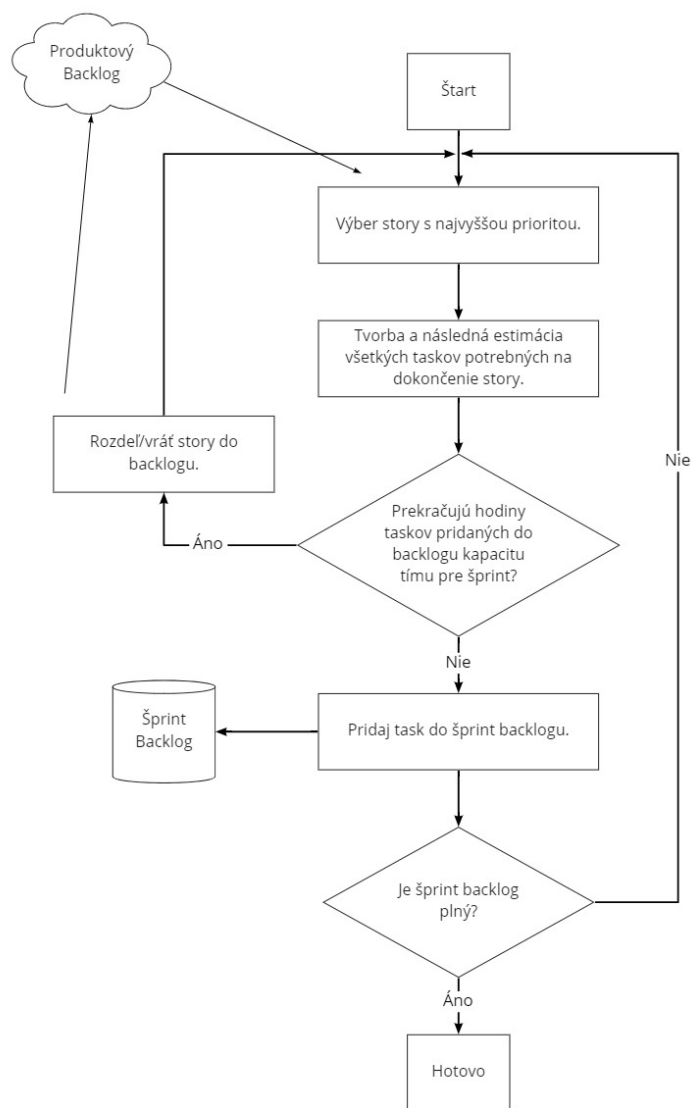 Produktový
Backlog
Štart
Výber story s najvyššou prioritou.
Tvorba a následná estimácia
všetkých taskov potrebných na
dokončenie story.
Rozdeľ/vráť story do
backlogu.
Nie
Prekračujú hodiny
taskov pridaných do
backlogu kapacitu
tímu pre šprint?
Áno
Nie
Šprint
Backlog
Pridaj task do šprint backlogu.
Je šprint backlog
plný?
Áno
Hotovo